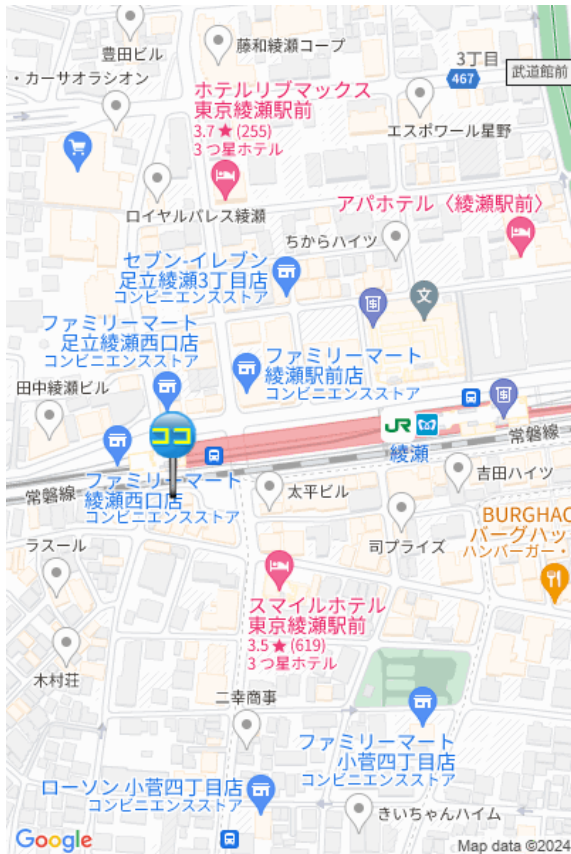 豊田ビル
藤和綾瀬コープ
・カーサオラシオン
3丁目
467
武道館前
ホテルリブマックス
東京綾瀬駅前
3.7★(255)
3つ星ホテル
エスポワール星野
ロイヤルパレス綾瀬
アパホテル〈綾瀬駅前〉
ちからハイツ
セブン-イレブン
足立綾瀬3丁目店
コンビニエンスストア
文
ファミリーマート
足立綾瀬西口店
コンビニエンスストア
ファミリーマート
綾瀬駅前店
コンビニエンスストア
田中綾瀬ビル
ココ
JR
綾瀬
常磐線
常磐線
ファミリーマート
綾瀬西口店
コンビニエンスストア
太平ビル
吉田ハイツ
ラスール
司プライズ
BURGHAC
バーグハッ
ハンバーガー・
スマイルホテル
東京綾瀬駅前
3.5★(619)
3つ星ホテル
木村荘
二幸商事
ファミリーマート
小菅四丁目店
コンビニエンスストア
ローソン 小菅四丁目店
コンビニエンスストア
きいちゃんハイム
Google
Map data ©2024